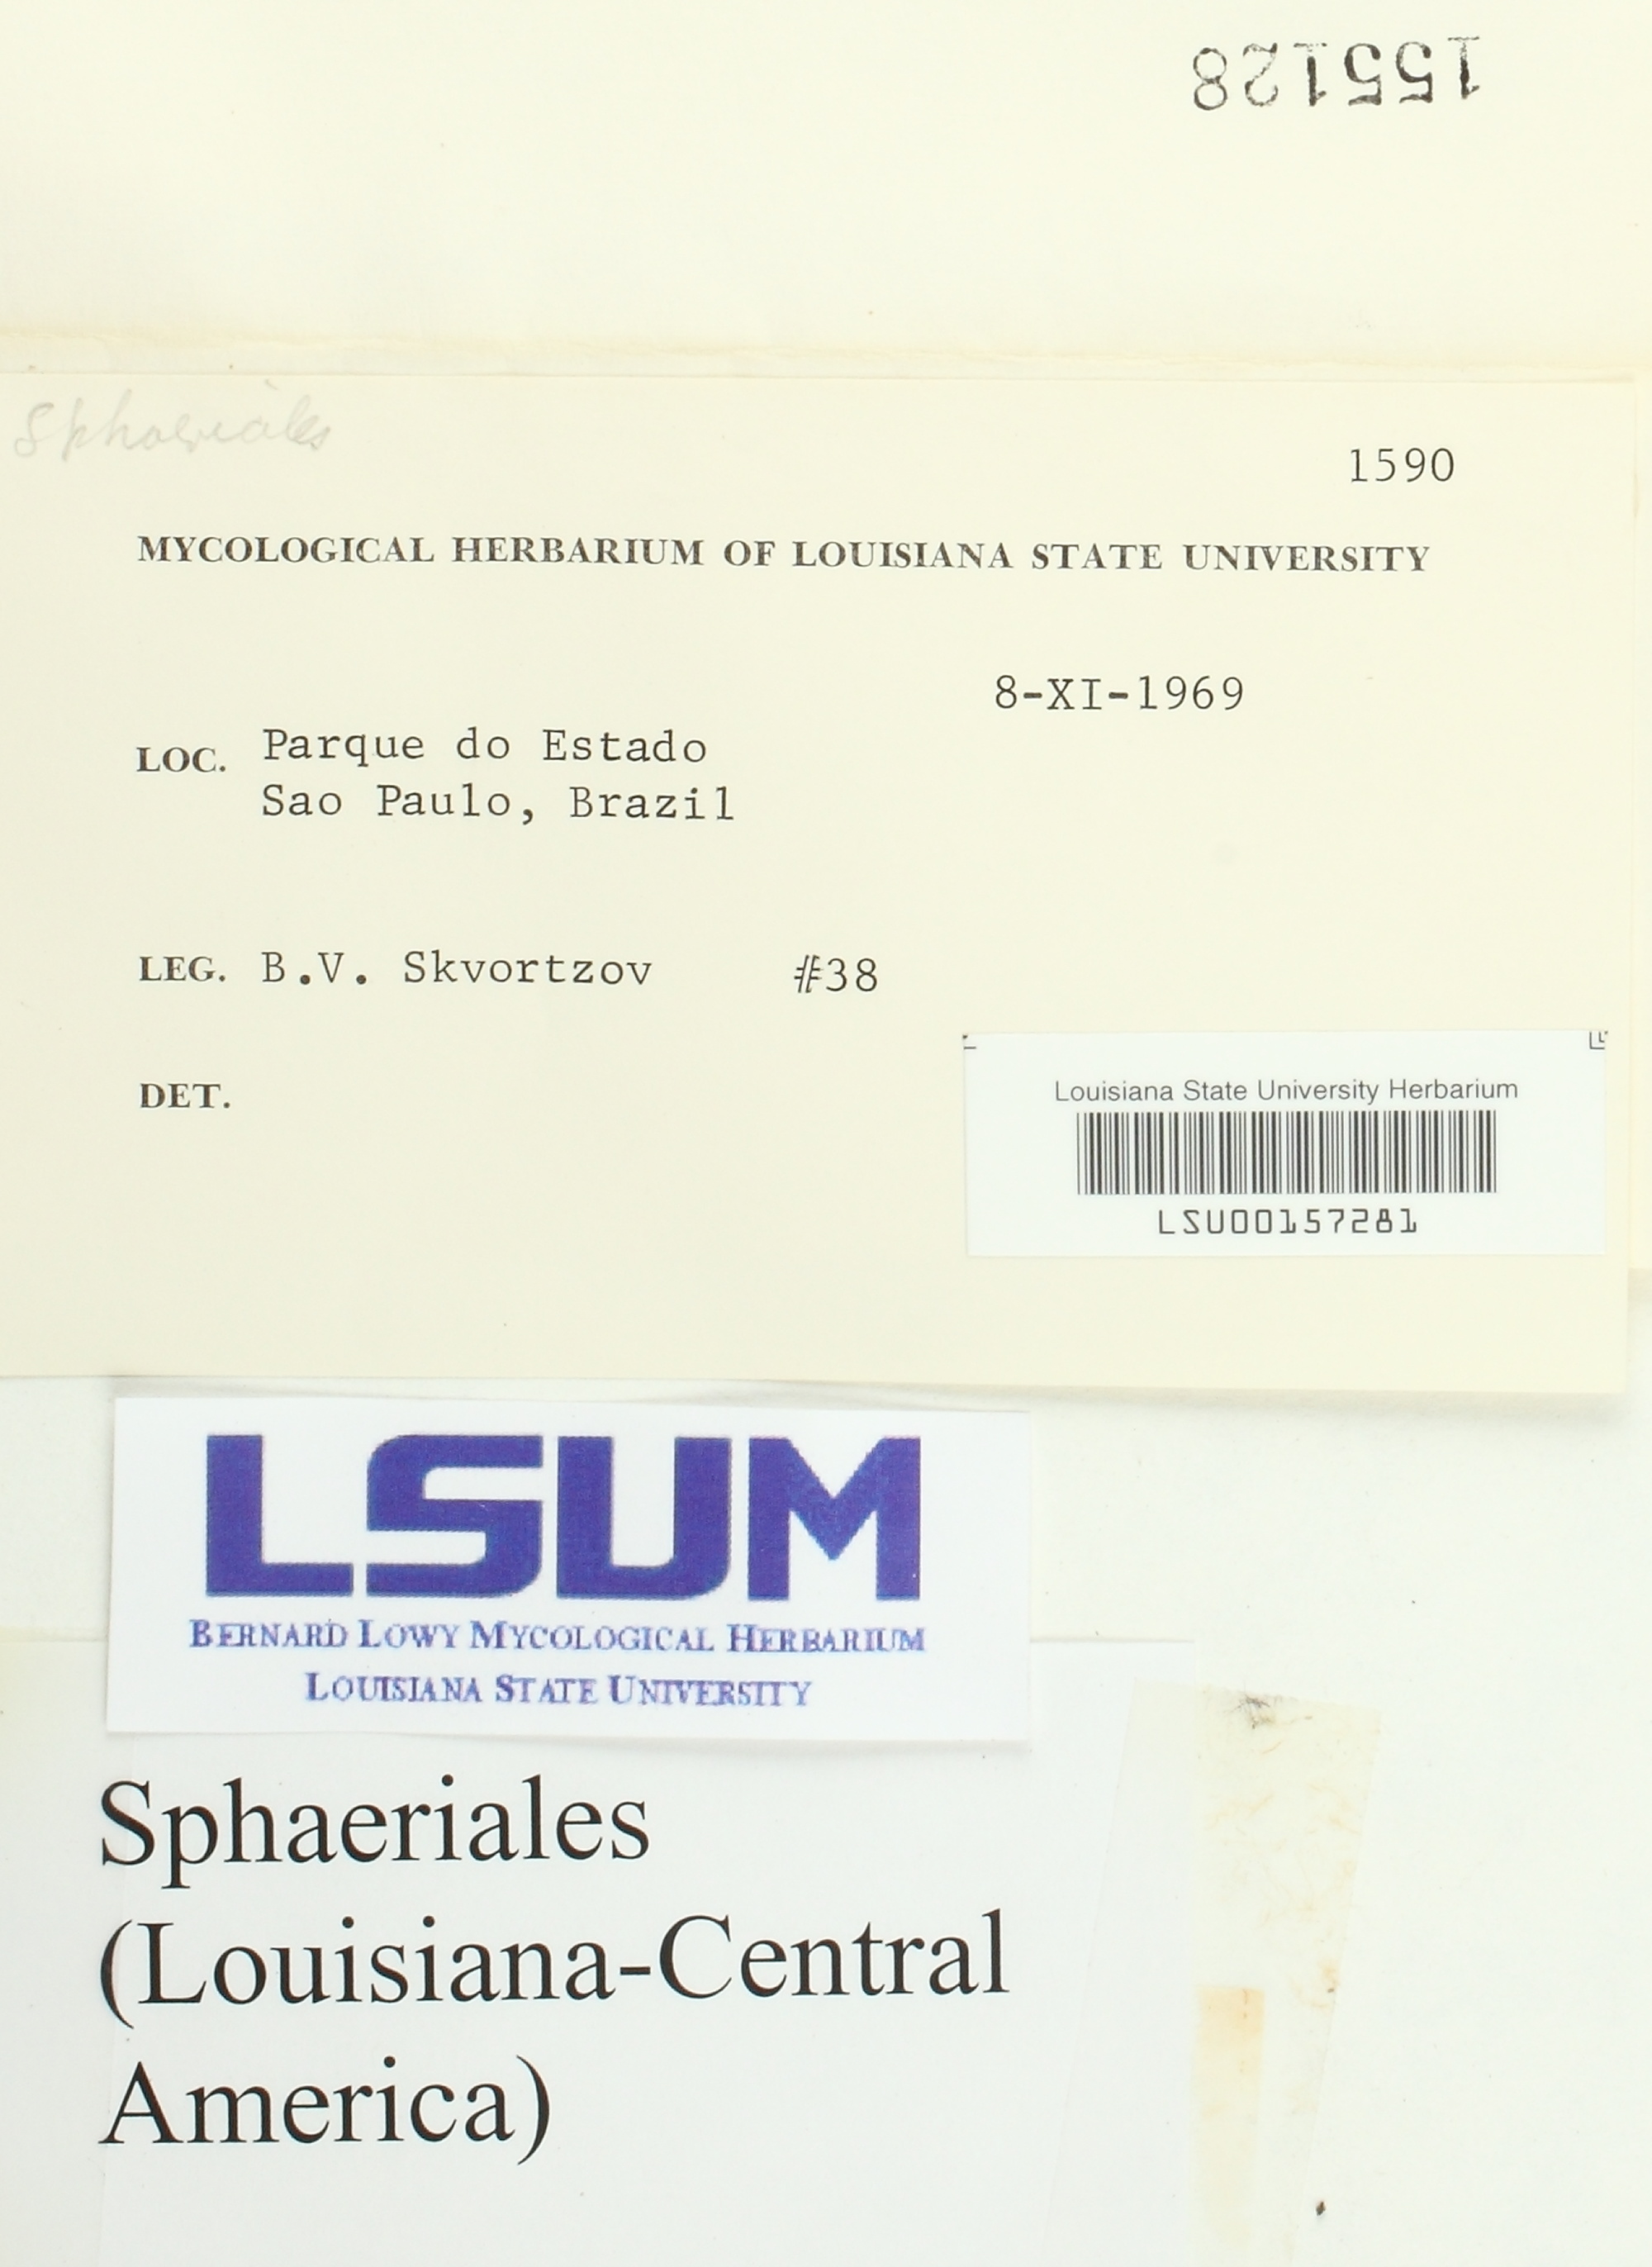 155128
Sphaeriales
1590
MYCOLOGICAL HERBARIUM OF LOUISIANA STATE UNIVERSITY
8-XI-1969
LOC. Parque do Estado
Sao Paulo, Brazil
LEG. B.V. Skvortzov #38
DET.
Louisiana State University Herbarium
LSU00157281
LSUM
BERNARD LOWY MYCOLOGICAL HERBARIUM
LOUISIANA STATE UNIVERSITY
Sphaeriales
(Louisiana-Central
America)